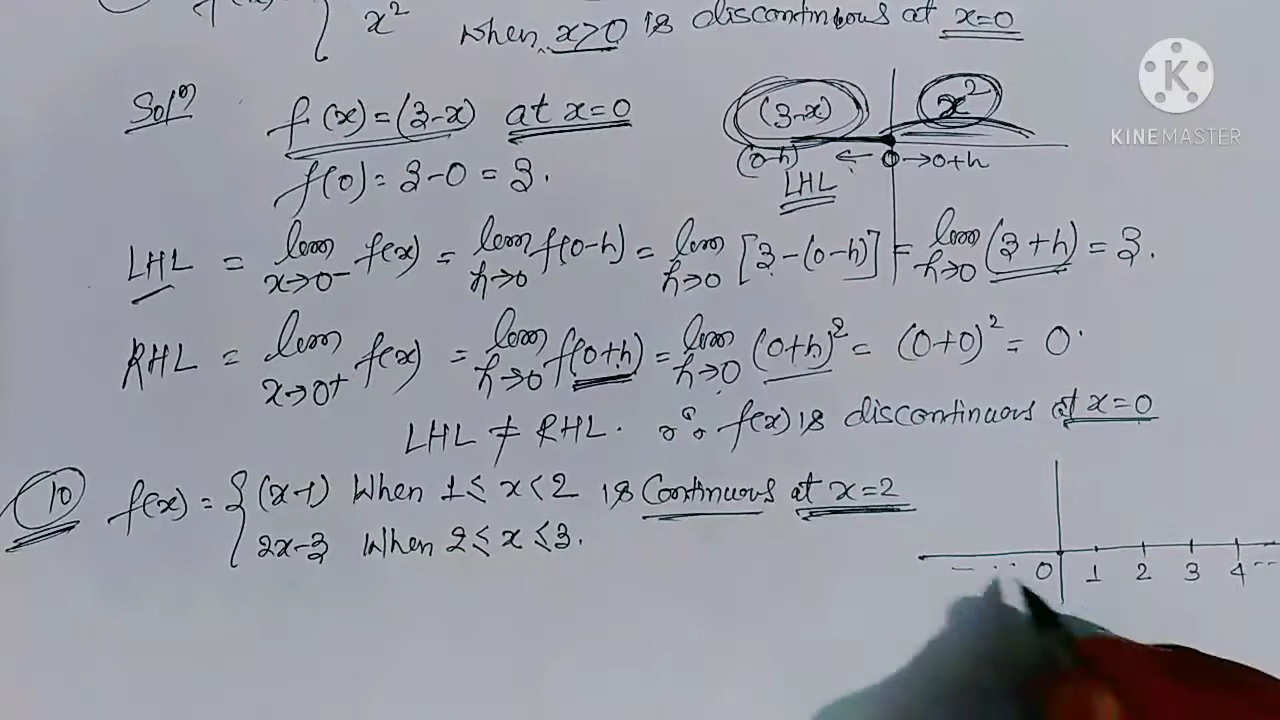 x² when x>0 is discontinuous at x=0
K
KINEMASTER
Solⁿ f(x)=(3-x) at x=0
(3-x) x²
(0-h) ← 0 →0+h
LHL
f(0)=3-0=3.
LHL = lim x→0⁻ f(x) = lim h→0 f(0-h) = lim h→0 [3-(0-h)] = lim h→0 (3+h) = 3.
RHL = lim x→0+ f(x) = lim h→0 f(0+h) = lim h→0 (0+h)² = (0+0)² = 0.
LHL ≠ RHL. ∴ f(x) is discontinuous at x=0
10 f(x) = { (x-1) When 1≤x<2 is Continuous at x=2
2x-3 When 2≤x≤3.
0 1 2 3 4